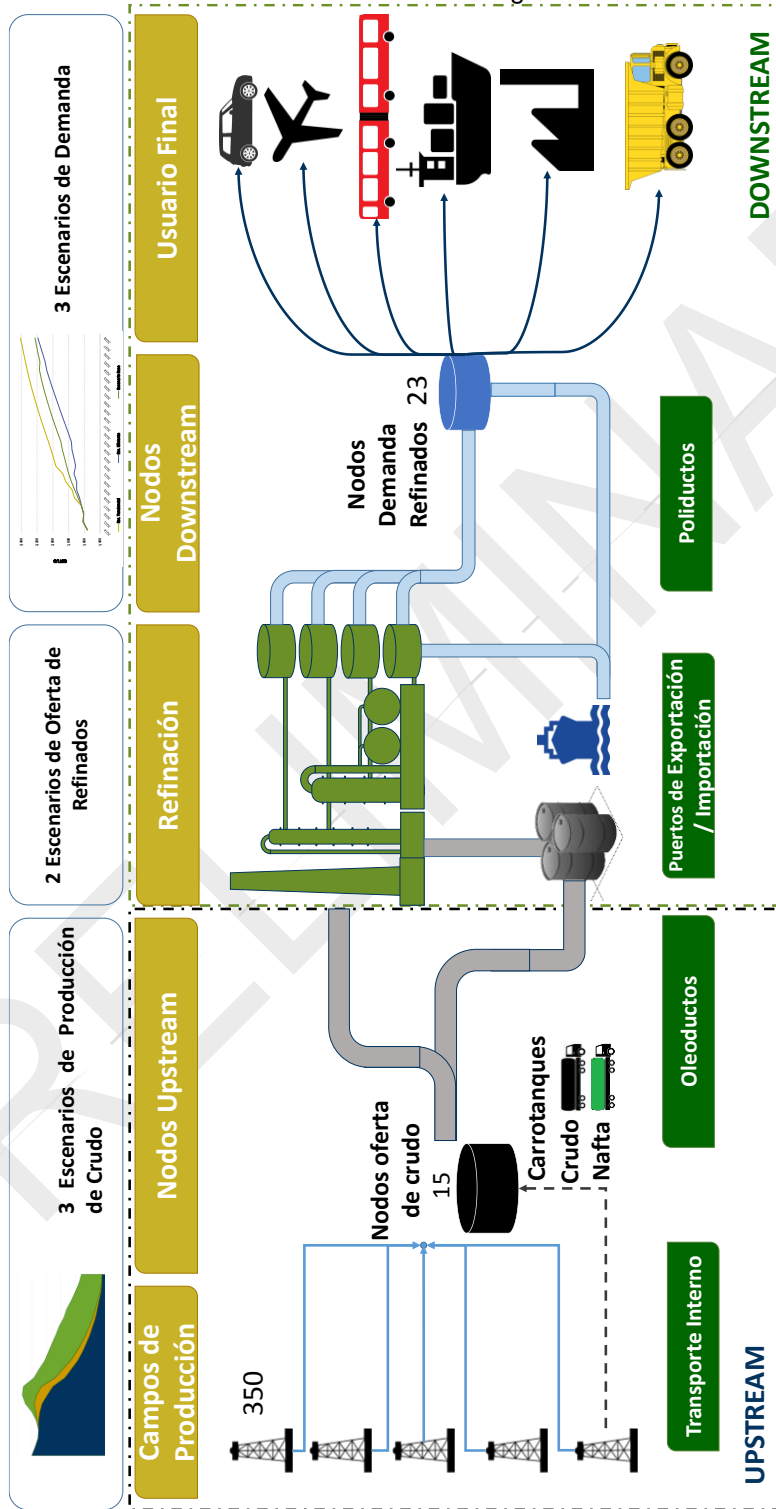 3 Escenarios de Producción
de Crudo
2 Escenarios de Oferta de
Refinados
3 Escenarios de Demanda
Campos de
Producción
Nodos Upstream
Refinación
Nodos
Downstream
Usuario Final
350
Nodos oferta
de crudo
15
Carrotanques
Crudo
Nafta
Nodos
Demanda
Refinados
23
Transporte Interno
Oleoductos
Puertos de Exportación
/ Importación
Poliductos
UPSTREAM
DOWNSTREAM